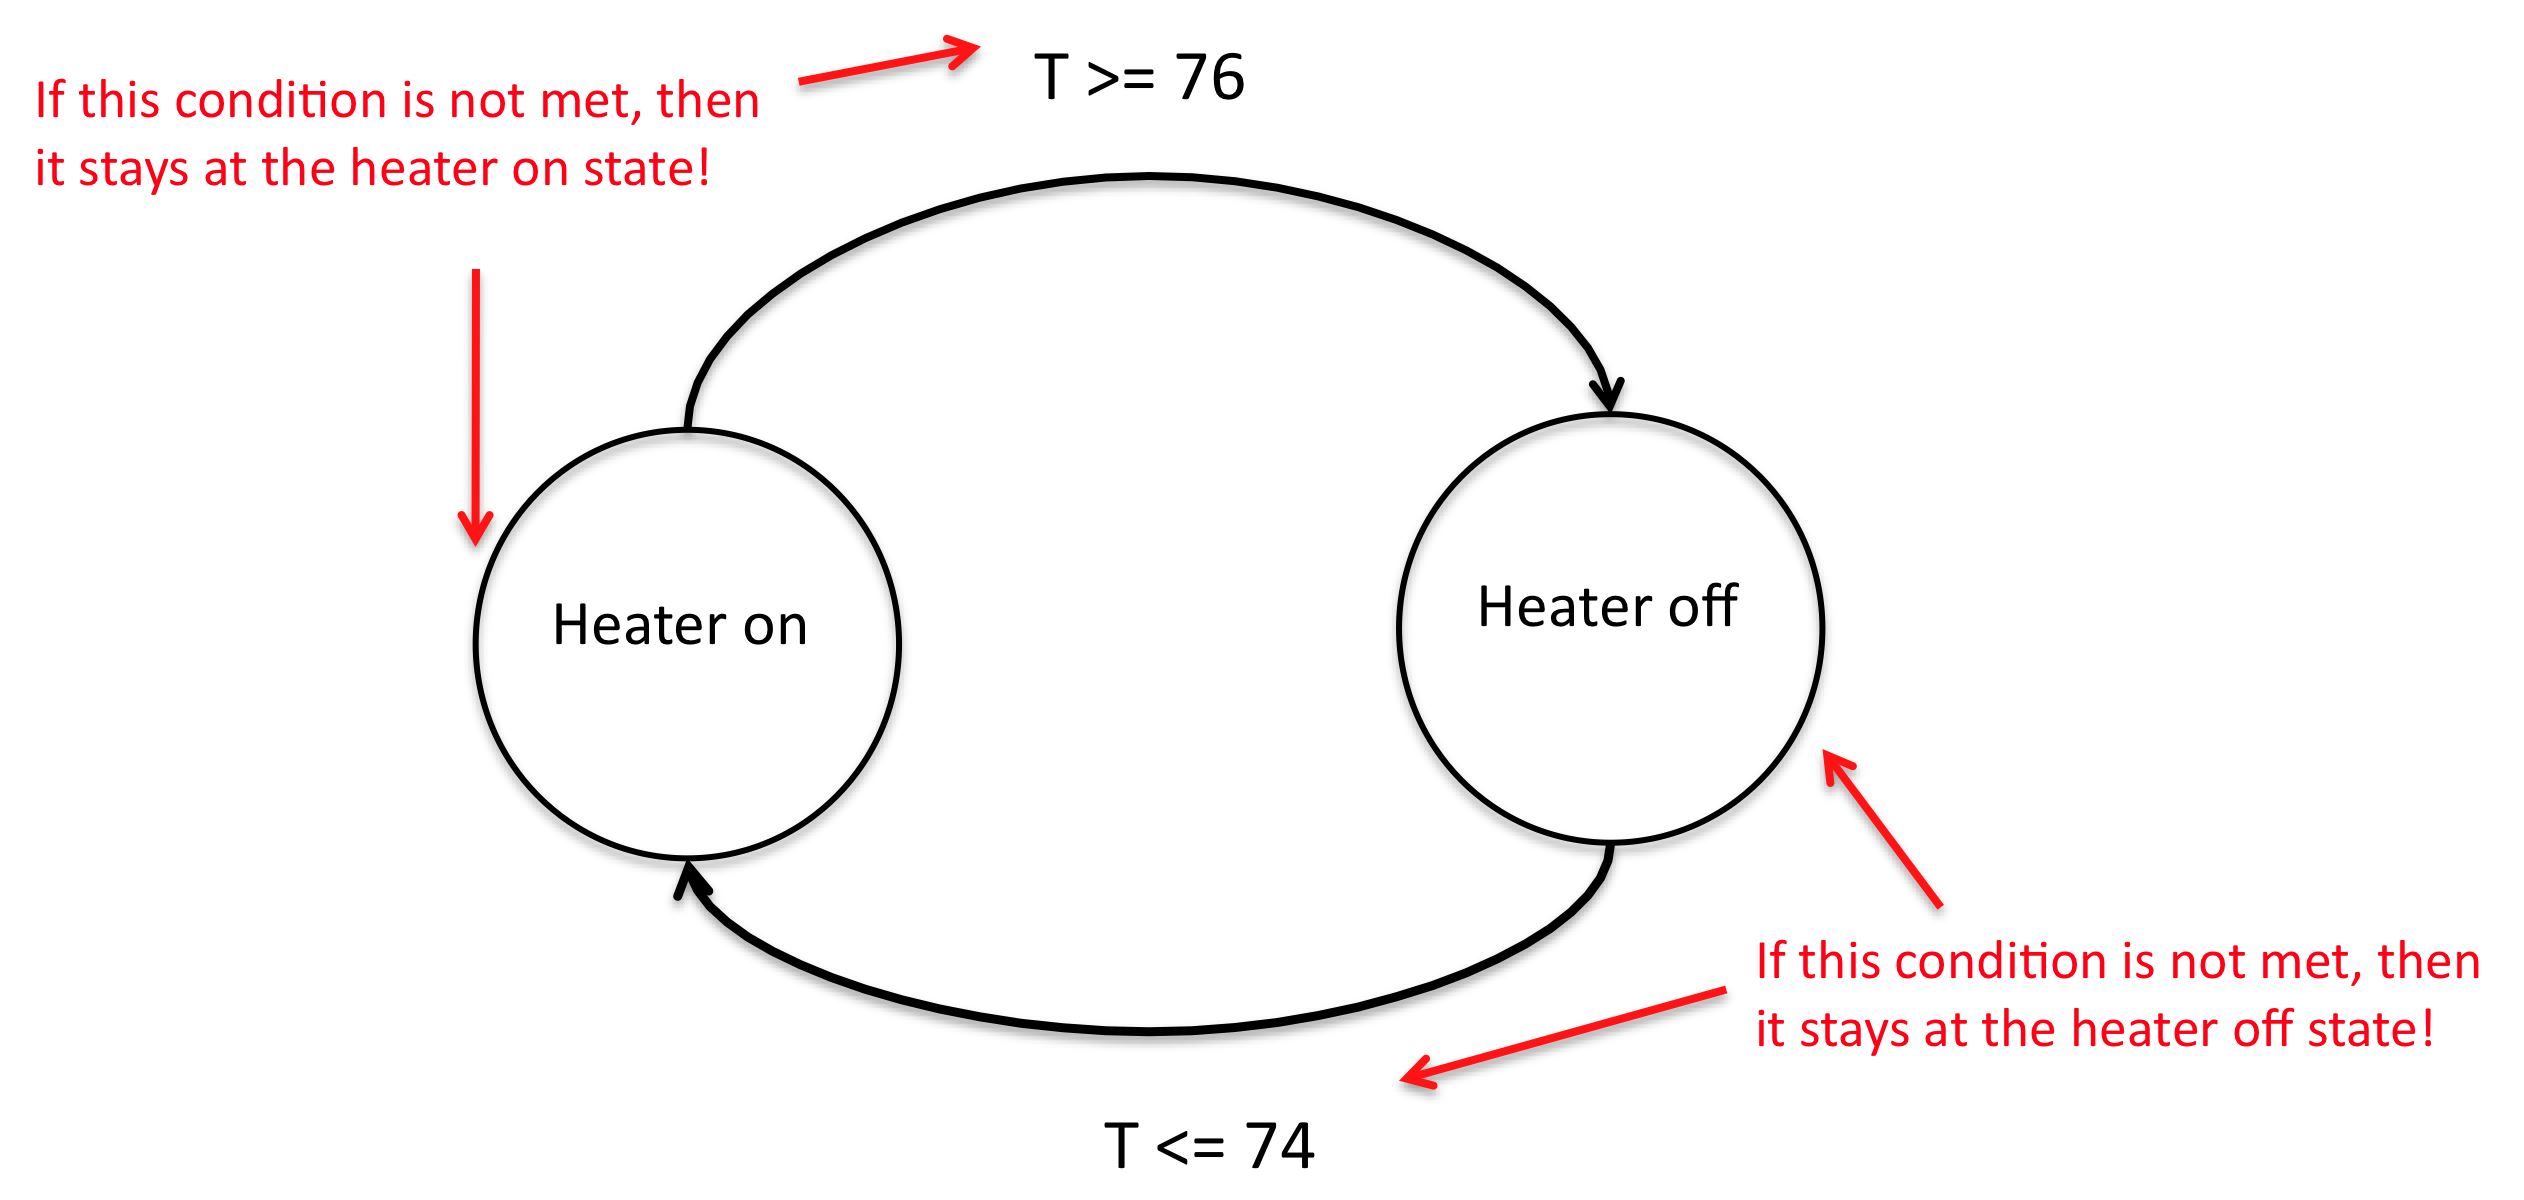 T >= 76
If this condition is not met, then
it stays at the heater on state!
Heater on
Heater off
If this condition is not met, then
it stays at the heater off state!
T <= 74